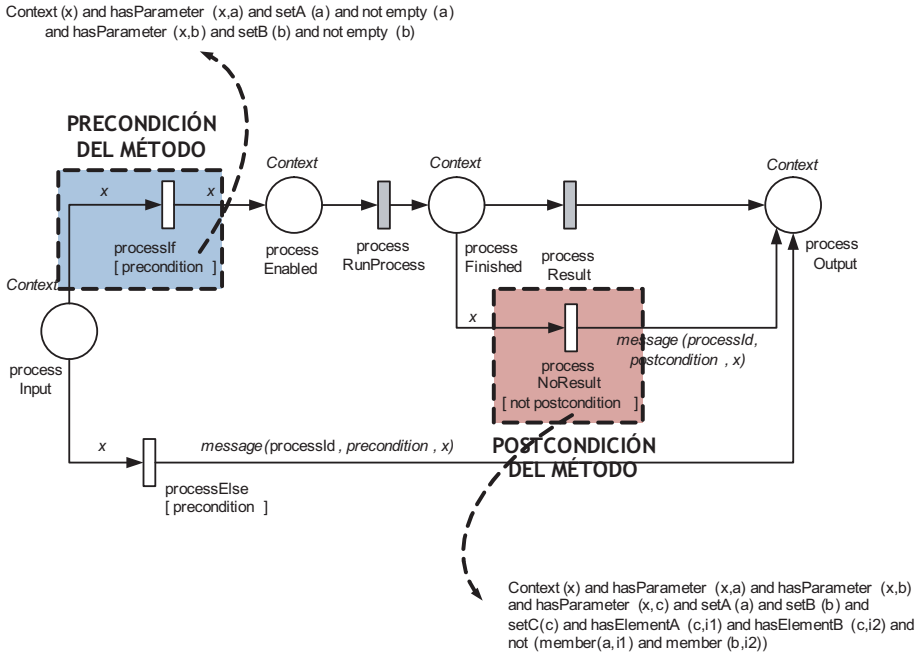 Context (x) and hasParameter (x,a) and setA (a) and not empty (a)
and hasParameter (x,b) and setB (b) and not empty (b)
PRECONDICIÓN
DEL MÉTODO
Context
Context
Context
x
x
processIf
[ precondition ]
process
Enabled
process
RunProcess
process
Finished
process
Result
process
Output
Context
process
Input
x
process
NoResult
[ not postcondition ]
message (processId,
postcondition , x)
x
message (processId , precondition , x)
POSTCONDICIÓN
DEL MÉTODO
processElse
[ precondition ]
Context (x) and hasParameter (x,a) and hasParameter (x,b)
and hasParameter (x, c) and setA (a) and setB (b) and
setC(c) and hasElementA (c,i1) and hasElementB (c,i2) and
not (member(a,i1) and member (b,i2))